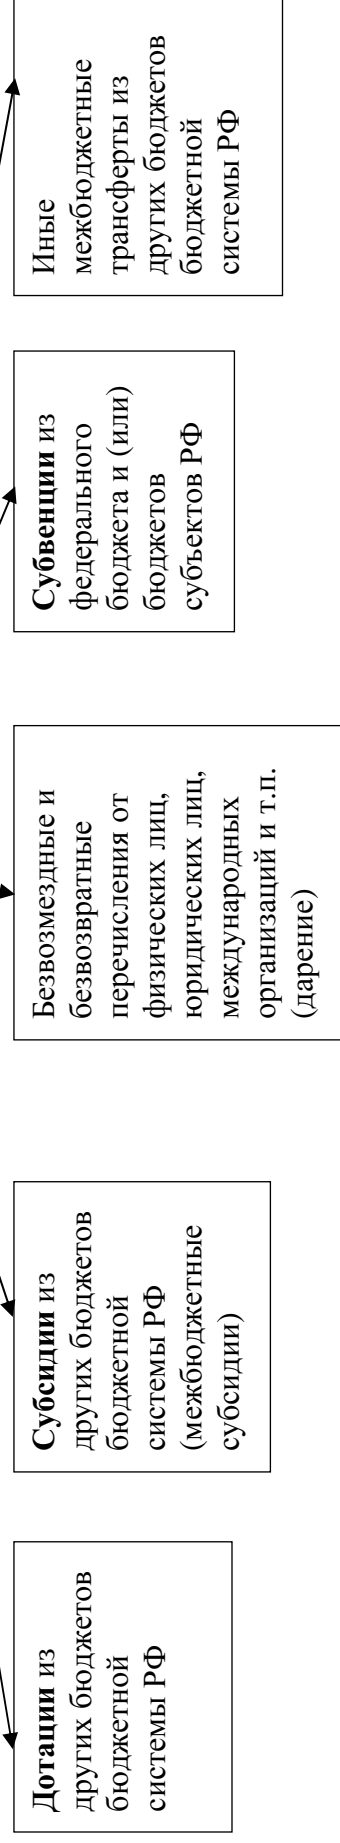 Дотации из
других бюджетов
бюджетной
системы РФ
Субсидии из
других бюджетов
бюджетной
системы РФ
(межбюджетные
субсидии)
Безвозмездные и
безвозвратные
перечисления от
физических лиц,
юридических лиц,
международных
организаций и т.п.
(дарение)
Субвенции из
федерального
бюджета и (или)
бюджетов
субъектов РФ
Иные
межбюджетные
трансферты из
других бюджетов
бюджетной
системы РФ